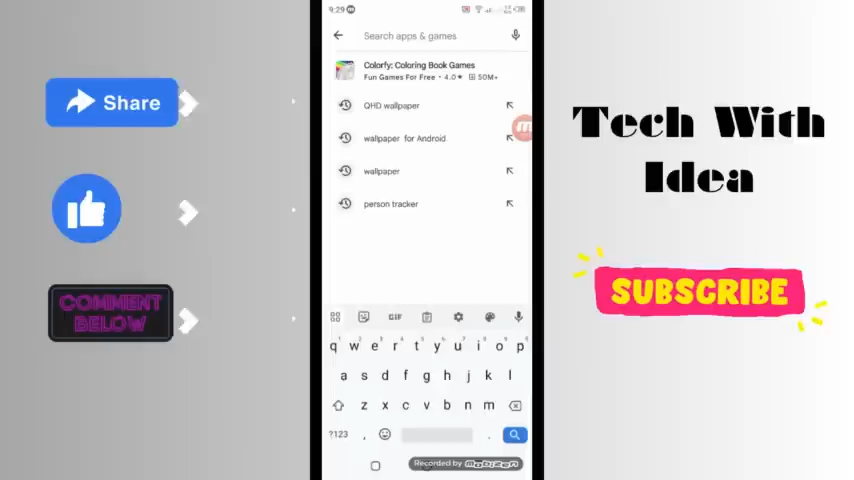 9:29
Search apps & games
Colorfy: Coloring Book Games
Fun Games For Free • 4.0★ 50M+
QHD wallpaper
wallpaper for Android
wallpaper
person tracker
GIF
q w e r t y u i o p
a s d f g h j k l
z x c v b n m
?123 , .
Recorded by mobizen
Share
COMMENT
BELOW
Tech With
Idea
SUBSCRIBE